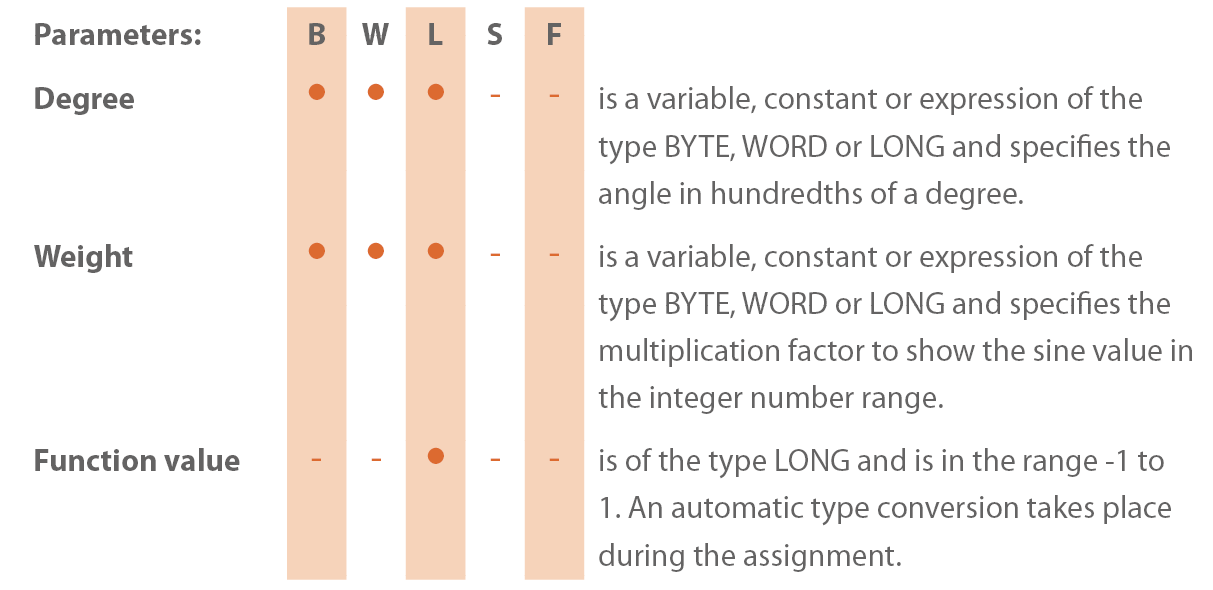 Parameters: B W L S F
Degree ● ● ● - - is a variable, constant or expression of the
type BYTE, WORD or LONG and specifies the
angle in hundredths of a degree.
Weight ● ● ● - - is a variable, constant or expression of the
type BYTE, WORD or LONG and specifies the
multiplication factor to show the sine value in
the integer number range.
Function value - - ● - - is of the type LONG and is in the range -1 to
1. An automatic type conversion takes place
during the assignment.